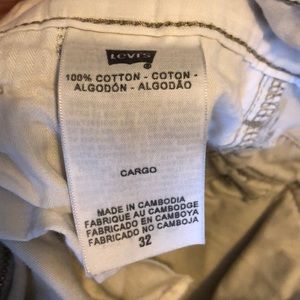 Levi's
®
100% COTTON - COTON -
ALGODÓN - ALGODÃO
CARGO
MADE IN CAMBODIA
FABRIQUE AU CAMBODGE
FABRICADO EN CAMBOYA
FABRICADO NO CAMBOJA
32